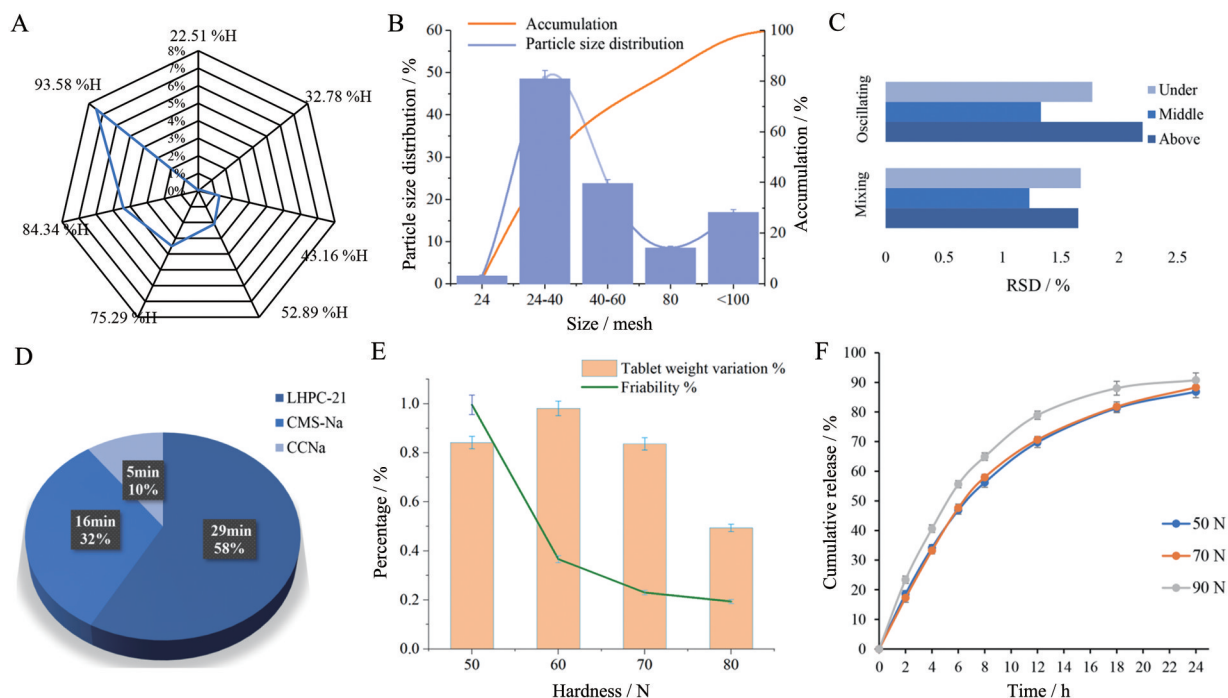 A
22.51 %H
32.78 %H
43.16 %H
52.89 %H
75.29 %H
84.34 %H
93.58 %H
8%
7%
6%
5%
4%
3%
2%
1%
0%
B
Accumulation
Particle size distribution
Particle size distribution / %
60
50
40
30
20
10
0
Accumulation / %
100
80
60
40
20
0
24
24-40
40-60
80
<100
Size / mesh
C
Oscillating
Mixing
Under
Middle
Above
0
0.5
1
1.5
2
2.5
RSD / %
D
LHPC-21
CMS-Na
CCNa
5min
10%
16min
32%
29min
58%
E
Tablet weight variation %
Friability %
Percentage / %
1.0
0.8
0.6
0.4
0.2
0.0
50
60
70
80
Hardness / N
F
Cumulative release / %
100
90
80
70
60
50
40
30
20
10
0
50 N
70 N
90 N
0
2
4
6
8
10
12
14
16
18
20
22
24
Time / h